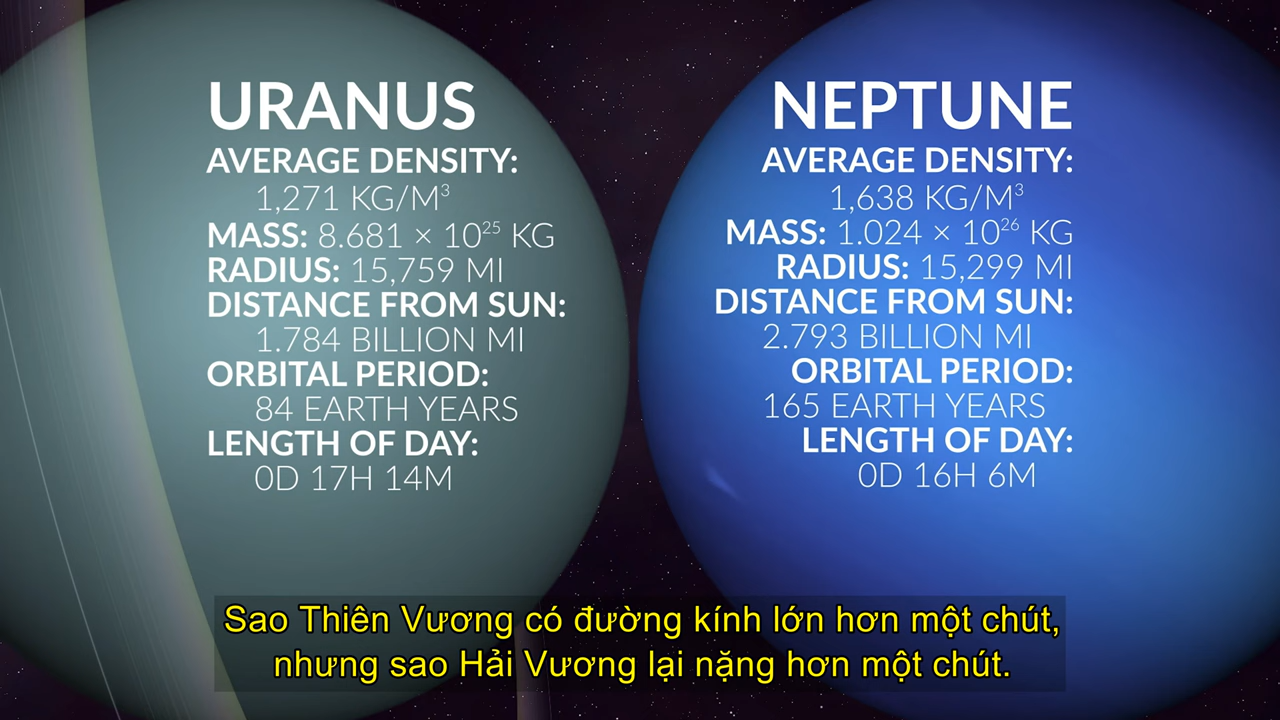 URANUS
AVERAGE DENSITY:
1,271 KG/M³
MASS: 8.681 × 10²⁵ KG
RADIUS: 15,759 MI
DISTANCE FROM SUN:
1.784 BILLION MI
ORBITAL PERIOD:
84 EARTH YEARS
LENGTH OF DAY:
0D 17H 14M
NEPTUNE
AVERAGE DENSITY:
1,638 KG/M³
MASS: 1.024 × 10²⁶ KG
RADIUS: 15,299 MI
DISTANCE FROM SUN:
2.793 BILLION MI
ORBITAL PERIOD:
165 EARTH YEARS
LENGTH OF DAY:
0D 16H 6M
Sao Thiên Vương có đường kính lớn hơn một chút,
nhưng sao Hải Vương lại nặng hơn một chút.